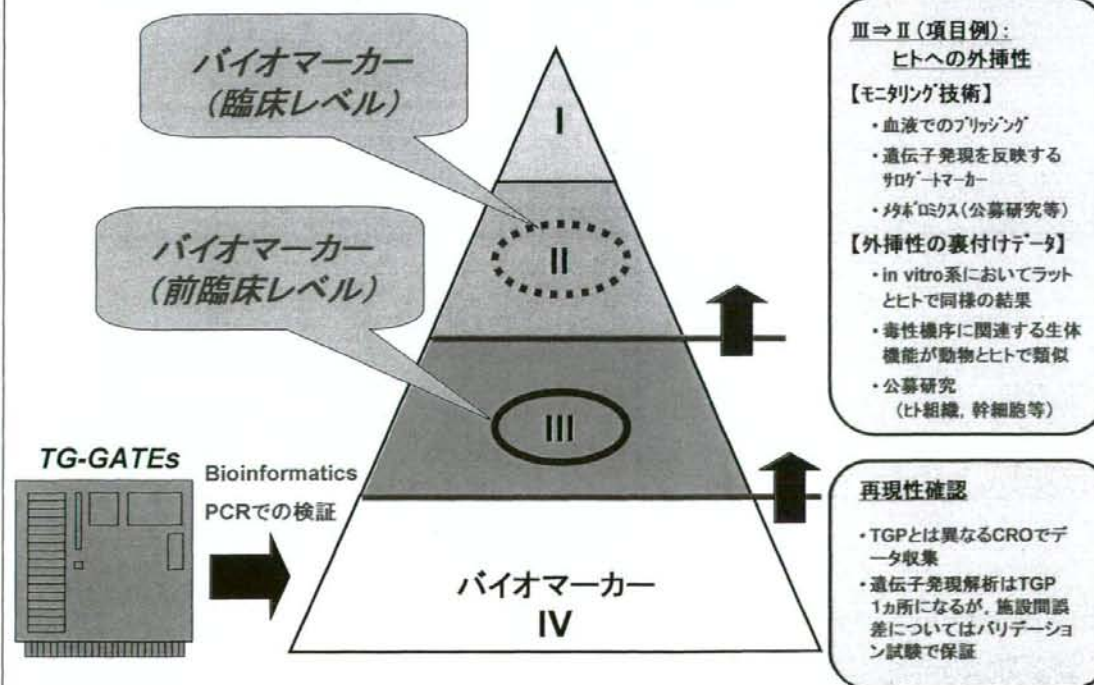 バイオマーカー
(臨床レベル)
バイオマーカー
(前臨床レベル)
I
II
III
TG-GATEs
Bioinformatics
PCRでの検証
バイオマーカー
IV
III⇒II(項目例):
ヒトへの外挿性
【モニタリング技術】
・血液でのブリッジング
・遺伝子発現を反映する
サロゲートマーカー
・メタボロミクス(公募研究等)
【外挿性の裏付けデータ】
・in vitro系においてラット
とヒトで同様の結果
・毒性機序に関連する生体
機能が動物とヒトで類似
・公募研究
(ヒト組織, 幹細胞等)
再現性確認
・TGPとは異なるCROでデ
ータ収集
・遺伝子発現解析はTGP
1ヵ所になるが, 施設間誤
差についてはバリデーショ
ン試験で保証